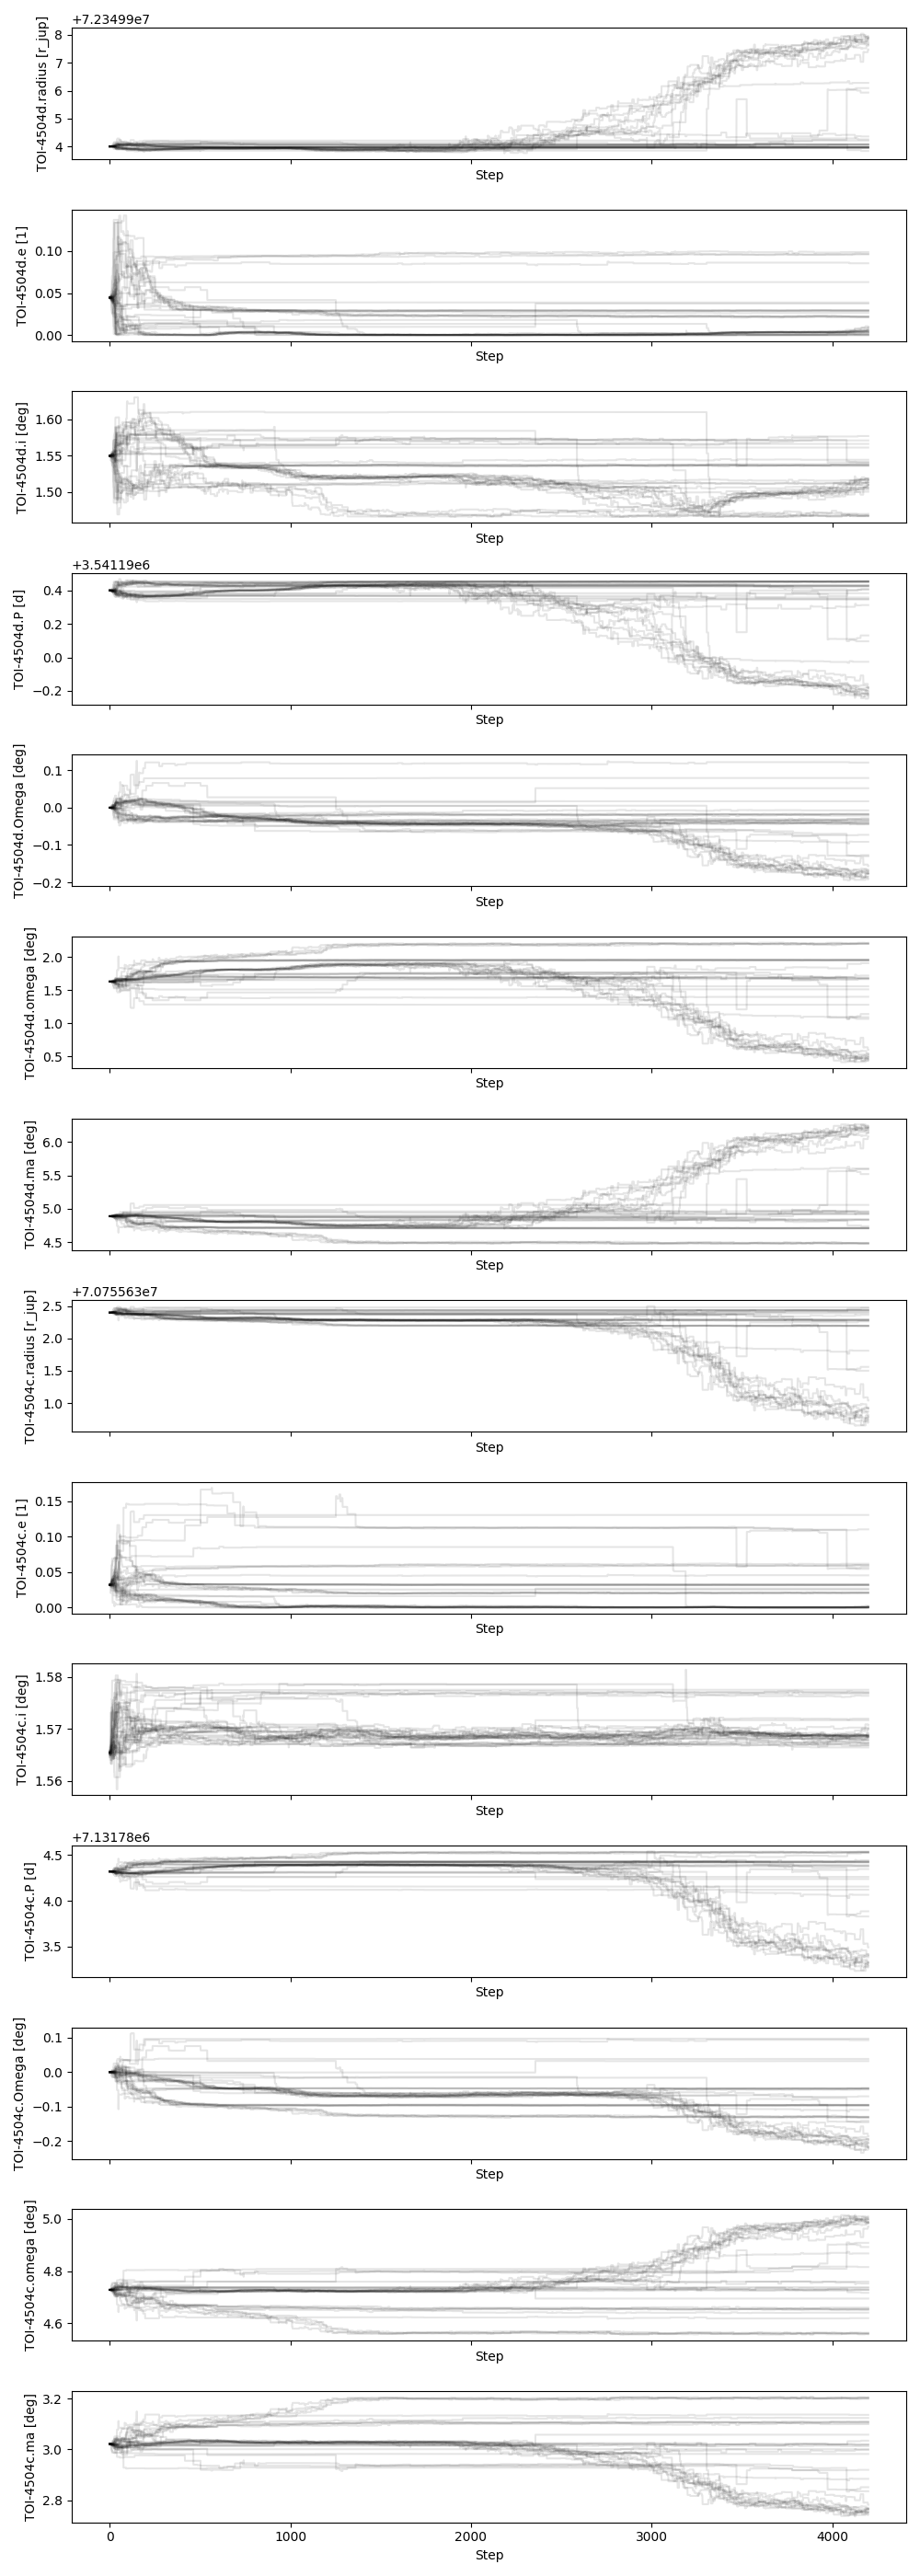 +7.23499e7
TOI-4504d.radius [r_jup]
8
7
6
5
4
Step
TOI-4504d.e [1]
0.10
0.05
0.00
Step
TOI-4504d.i [deg]
1.60
1.55
1.50
Step
+3.54119e6
TOI-4504d.P [d]
0.4
0.2
0.0
−0.2
Step
TOI-4504d.Omega [deg]
0.1
0.0
−0.1
−0.2
Step
TOI-4504d.omega [deg]
2.0
1.5
1.0
0.5
Step
TOI-4504d.ma [deg]
6.0
5.5
5.0
4.5
Step
+7.075563e7
TOI-4504c.radius [r_jup]
2.5
2.0
1.5
1.0
Step
TOI-4504c.e [1]
0.15
0.10
0.05
0.00
Step
TOI-4504c.i [deg]
1.58
1.57
1.56
Step
+7.13178e6
TOI-4504c.P [d]
4.5
4.0
3.5
Step
TOI-4504c.Omega [deg]
0.1
0.0
−0.1
−0.2
Step
TOI-4504c.omega [deg]
5.0
4.8
4.6
Step
TOI-4504c.ma [deg]
3.2
3.0
2.8
0 1000 2000 3000 4000
Step